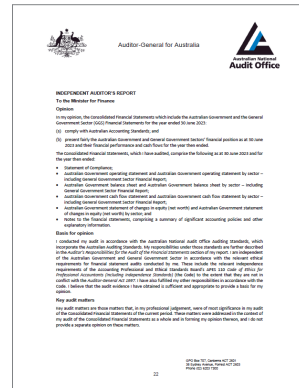 Auditor-General for Australia
Australian National
Audit Office
INDEPENDENT AUDITOR'S REPORT
To the Minister for Finance
Opinion
In my opinion, the Consolidated Financial Statements which include the Australian Government and the General
Government Sector (GGS) Financial Statements for the year ended 30 June 2023:
(a) comply with Australian Accounting Standards; and
(b) present fairly the Australian Government and General Government Sectors' financial position as at 30 June
2023 and their financial performance and cash flows for the year then ended.
The Consolidated Financial Statements, which I have audited, comprise the following as at 30 June 2023 and for
the year then ended:
• Statement of Compliance;
• Australian Government operating statement and Australian Government operating statement by sector –
including General Government Sector Financial Report;
• Australian Government balance sheet and Australian Government balance sheet by sector – including
General Government Sector Financial Report;
• Australian Government cash flow statement and Australian Government cash flow statement by sector –
including General Government Sector Financial Report;
• Australian Government statement of changes in equity (net worth) and Australian Government statement
of changes in equity (net worth) by sector; and
• Notes to the financial statements, comprising a summary of significant accounting policies and other
explanatory information.
Basis for opinion
I conducted my audit in accordance with the Australian National Audit Office Auditing Standards, which
incorporate the Australian Auditing Standards. My responsibilities under those standards are further described
in the Auditor's Responsibilities for the Audit of the Financial Statements section of my report. I am independent
of the Australian Government and General Government Sector in accordance with the relevant ethical
requirements for financial statement audits conducted by me. These include the relevant independence
requirements of the Accounting Professional and Ethical Standards Board's APES 110 Code of Ethics for
Professional Accountants (including Independence Standards) (the Code) to the extent that they are not in
conflict with the Auditor-General Act 1997. I have also fulfilled my other responsibilities in accordance with the
Code. I believe that the audit evidence I have obtained is sufficient and appropriate to provide a basis for my
opinion.
Key audit matters
Key audit matters are those matters that, in my professional judgement, were of most significance in my audit
of the Consolidated Financial Statements of the current period. These matters were addressed in the context of
my audit of the Consolidated Financial Statements as a whole and in forming my opinion thereon, and I do not
provide a separate opinion on these matters.
GPO Box 707, Canberra ACT 2601
38 Sydney Avenue, Forrest ACT 2603
Phone (02) 6203 7300
22